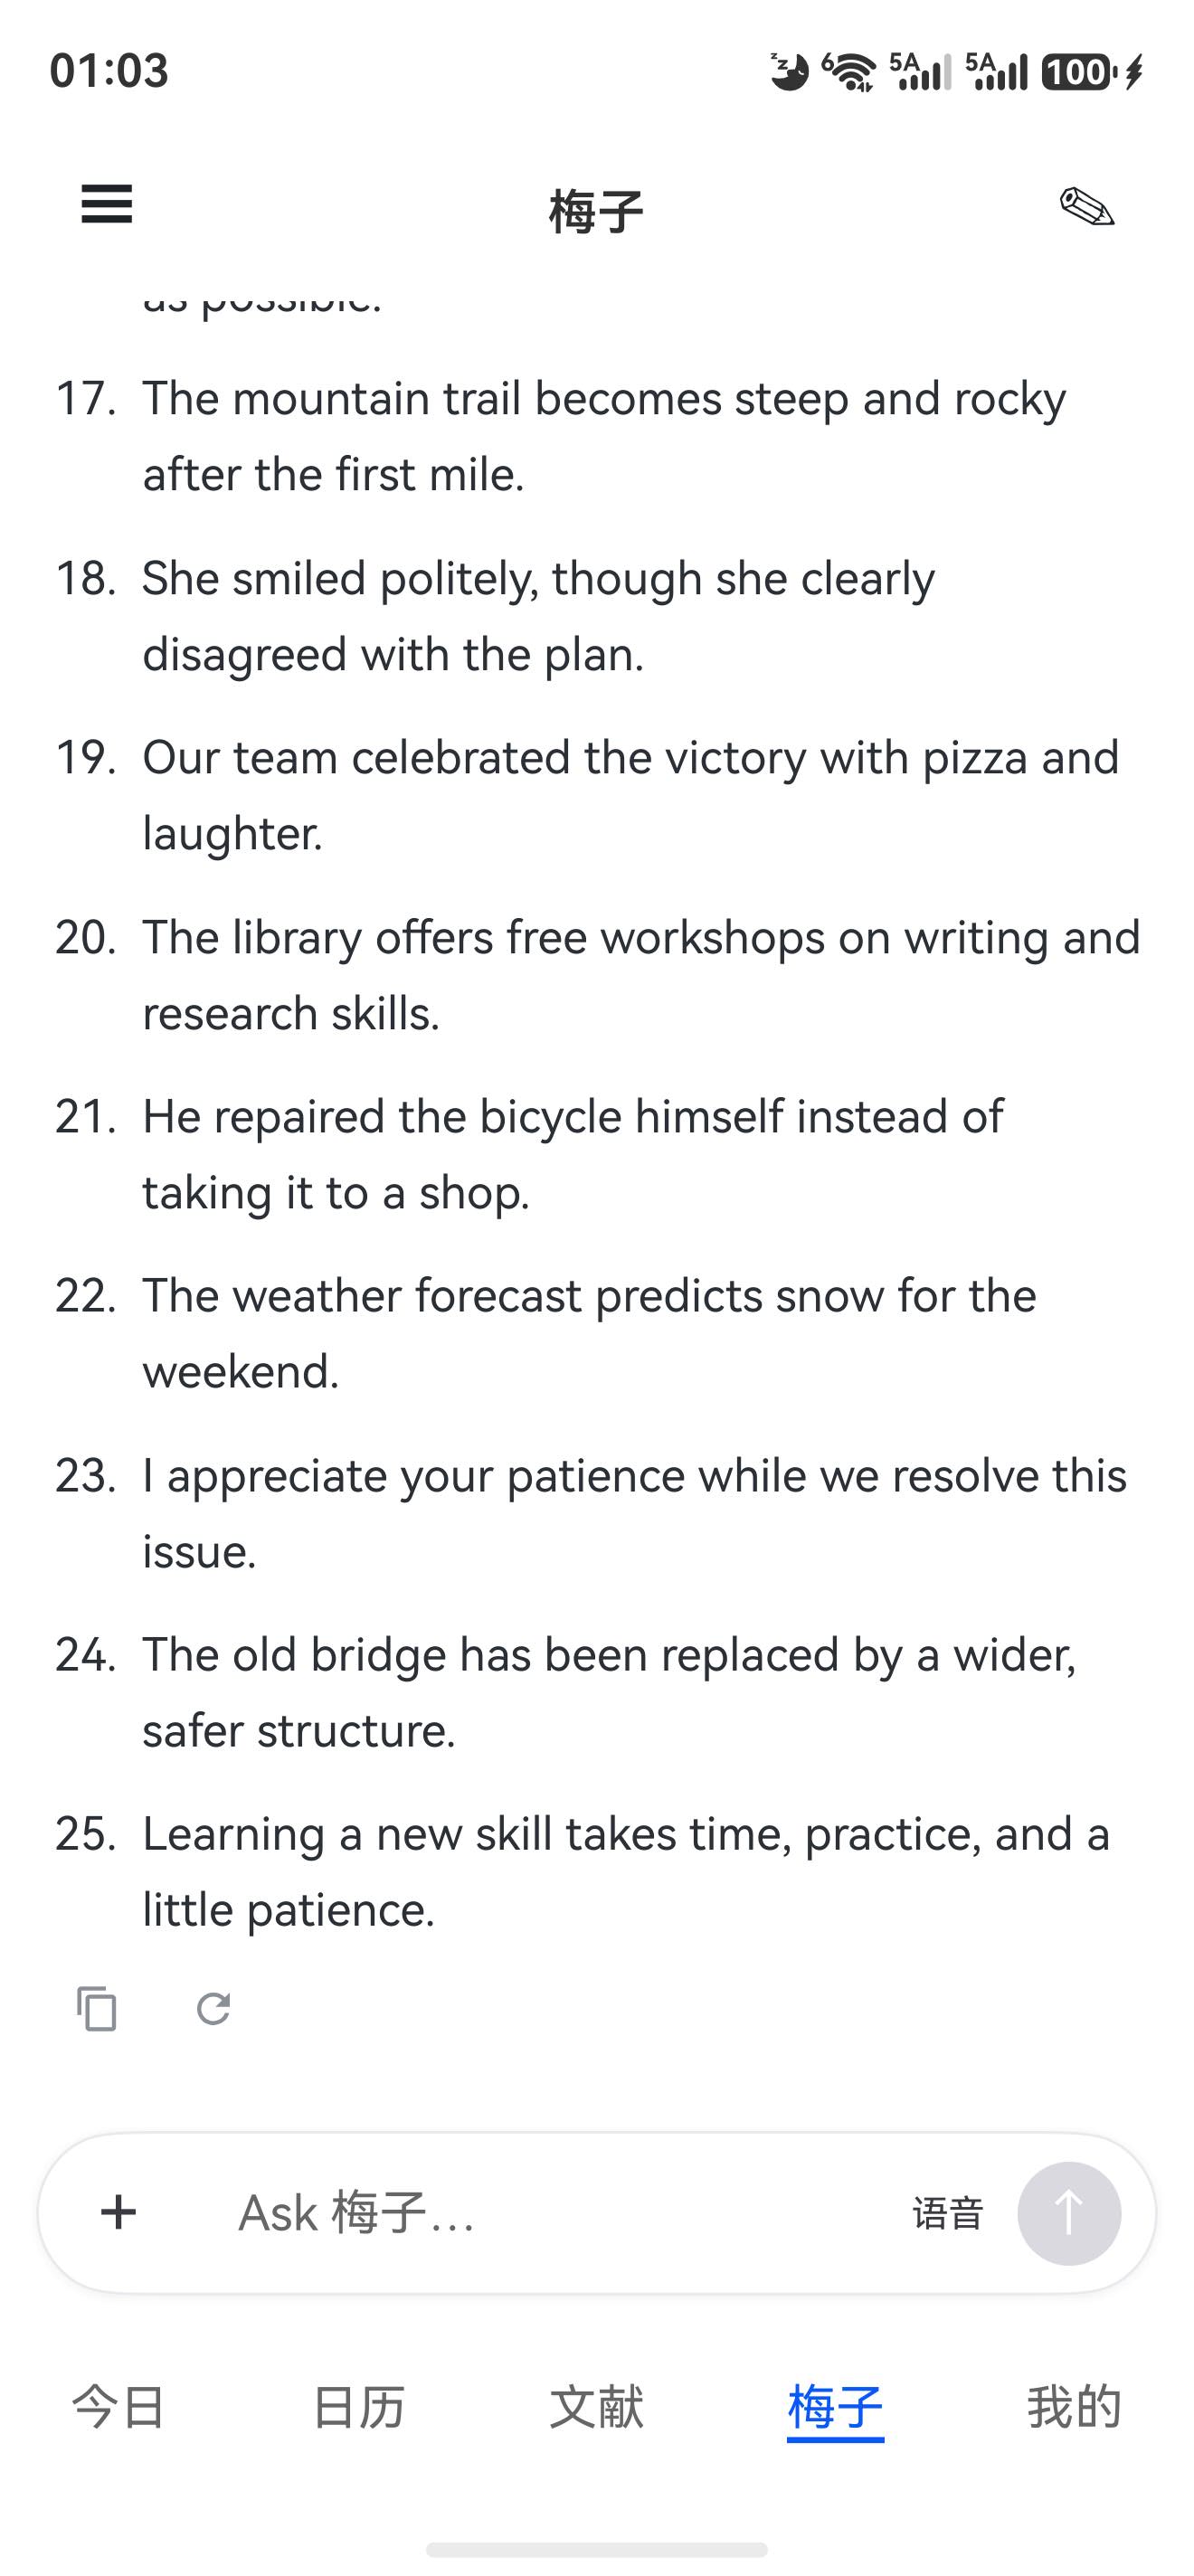 01:03
6 5A 5A 100
梅子
as possible.
17. The mountain trail becomes steep and rocky
after the first mile.
18. She smiled politely, though she clearly
disagreed with the plan.
19. Our team celebrated the victory with pizza and
laughter.
20. The library offers free workshops on writing and
research skills.
21. He repaired the bicycle himself instead of
taking it to a shop.
22. The weather forecast predicts snow for the
weekend.
23. I appreciate your patience while we resolve this
issue.
24. The old bridge has been replaced by a wider,
safer structure.
25. Learning a new skill takes time, practice, and a
little patience.
Ask 梅子... 语音
今日 日历 文献 梅子 我的